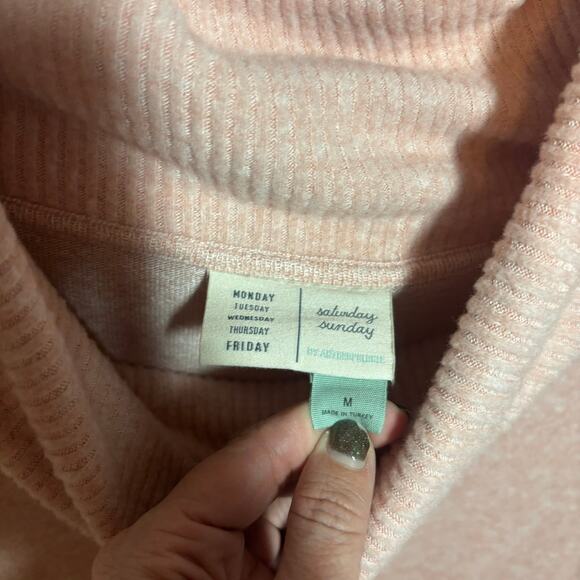 MONDAY
TUESDAY
WEDNESDAY
THURSDAY
FRIDAY
saturday
sunday
BY ANTHROPOLOGIE
M
MADE IN TURKEY